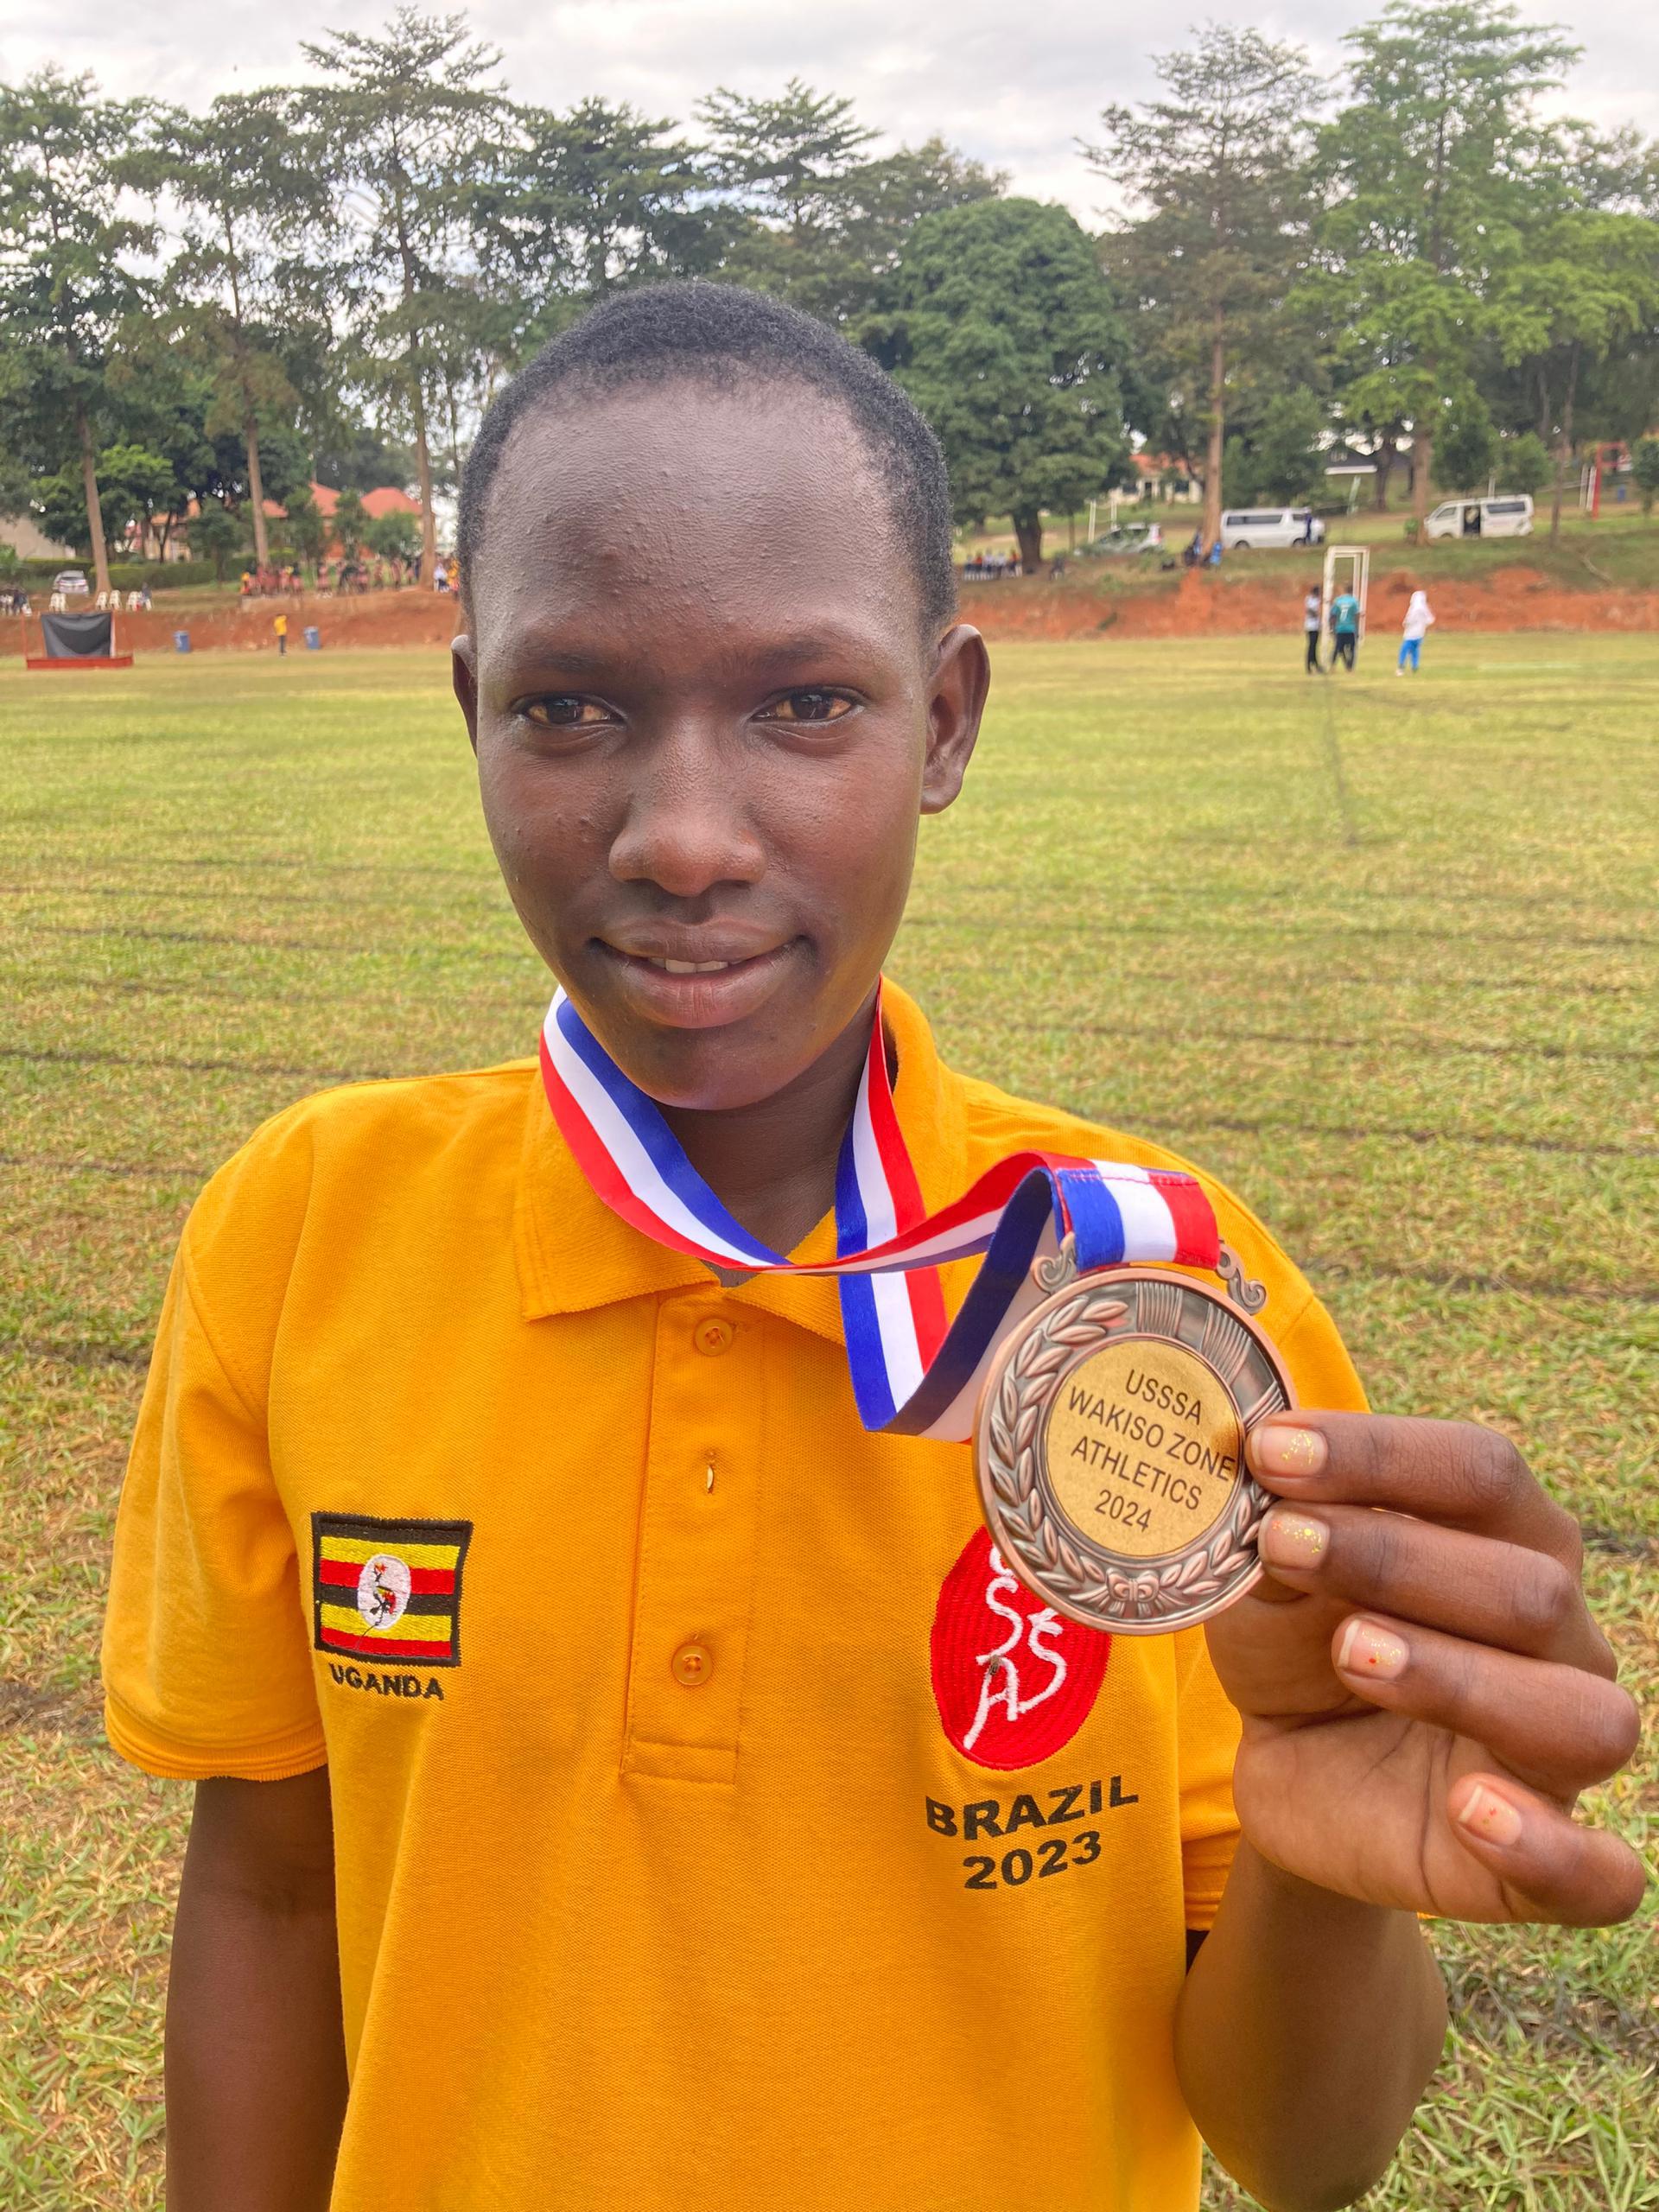 USSSA
WAKISO ZONE
ATHLETICS
2024
UGANDA
BRAZIL
2023